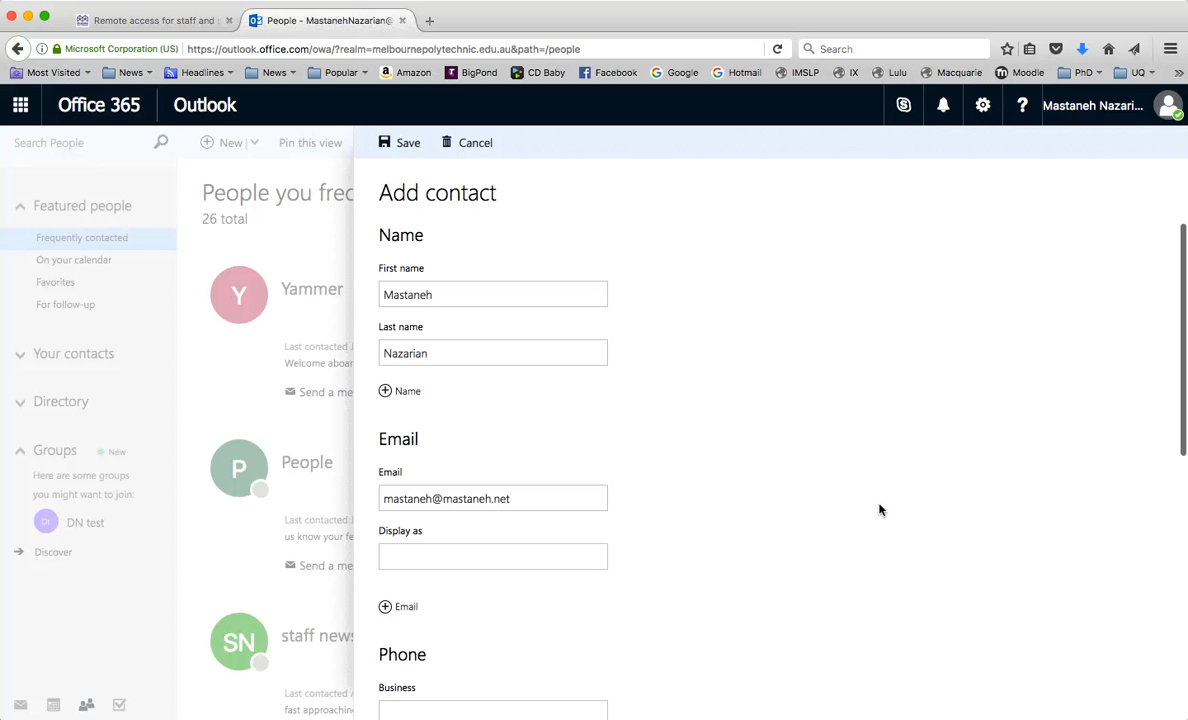 Remote access for staff and
People - MastanehNazarian@
Microsoft Corporation (US)
https://outlook.office.com/owa/?realm=melbournepolytechnic.edu.au&path=/people
Search
Most Visited
News
Headlines
News
Popular
Amazon
BigPond
CD Baby
Facebook
Google
Hotmail
IMSLP
IX
Lulu
Macquarie
Moodle
PhD
UQ
Office 365
Outlook
Mastaneh Nazari...
Search People
New
Pin this view
Save
Cancel
Featured people
Frequently contacted
On your calendar
Favorites
For follow-up
Your contacts
Directory
Groups
New
Here are some groups
you might want to join:
DN test
Discover
People you frec
26 total
Y
Yammer
Last contacted J
Welcome aboar
Send a me
P
People
Last contacted J
us know your fe
Send a me
SN
staff news
Last contacted A
fast approaching
Add contact
Name
First name
Mastaneh
Last name
Nazarian
Name
Email
Email
mastaneh@mastaneh.net
Display as
Email
Phone
Business